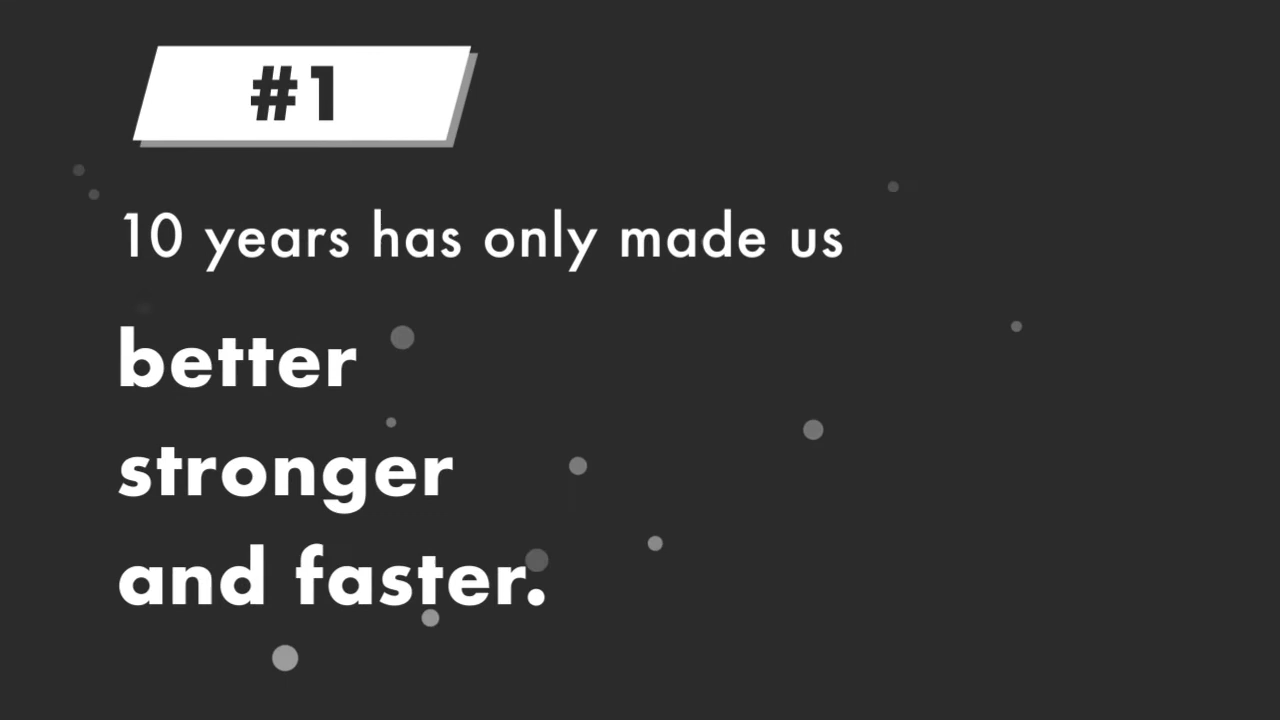 #1
10 years has only made us
better
stronger
and faster.